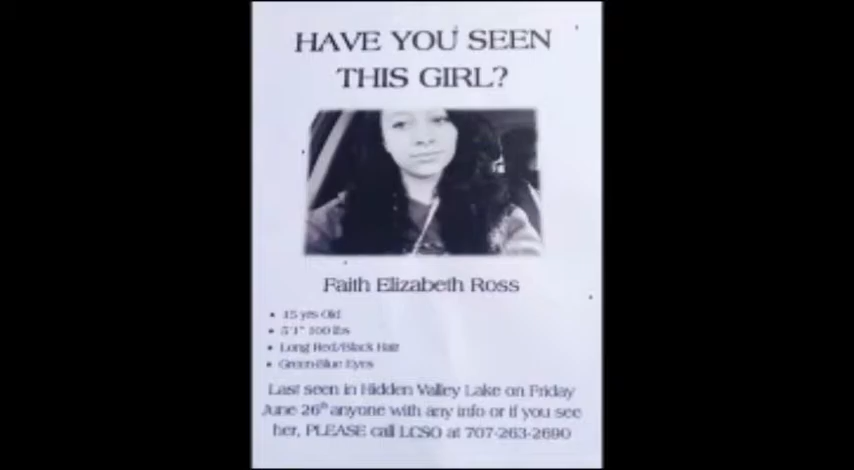 HAVE YOU SEEN
THIS GIRL?
Faith Elizabeth Ross
• 15 yrs Old
• 5'1" 100 lbs
• Long Red/Black Hair
• Green-Blue Eyes
Last seen in Hidden Valley Lake on Friday
June 26th anyone with any info or if you see
her, PLEASE call LCSO at 707-263-2690